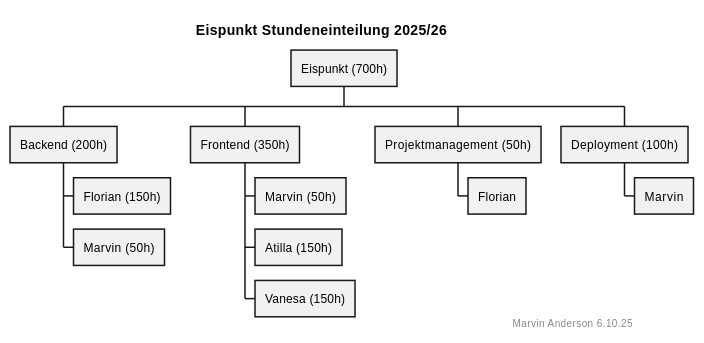 Eispunkt Stundeneinteilung 2025/26
Eispunkt (700h)
Backend (200h)
Frontend (350h)
Projektmanagement (50h)
Deployment (100h)
Florian (150h)
Marvin (50h)
Florian
Marvin
Marvin (50h)
Atilla (150h)
Vanesa (150h)
Marvin Anderson 6.10.25